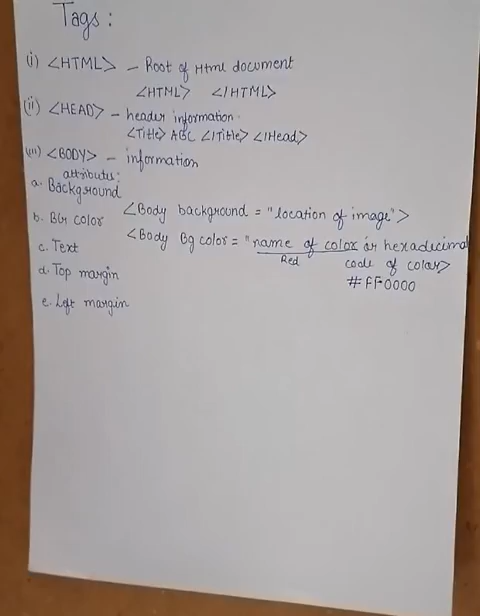 Tags :
(i) <HTML> - Root of Html document
<HTML> </HTML>
(ii) <HEAD> - header information.
<Title> ABC </Title> </Head>
(iii) <BODY> - information
attributes:
a. Background
<Body background = "location of image">
b. BG color
<Body Bg color = "name of color or hexadecimal
c. Text
Red code of color>
d. Top margin
#FF0000
e. Left margin